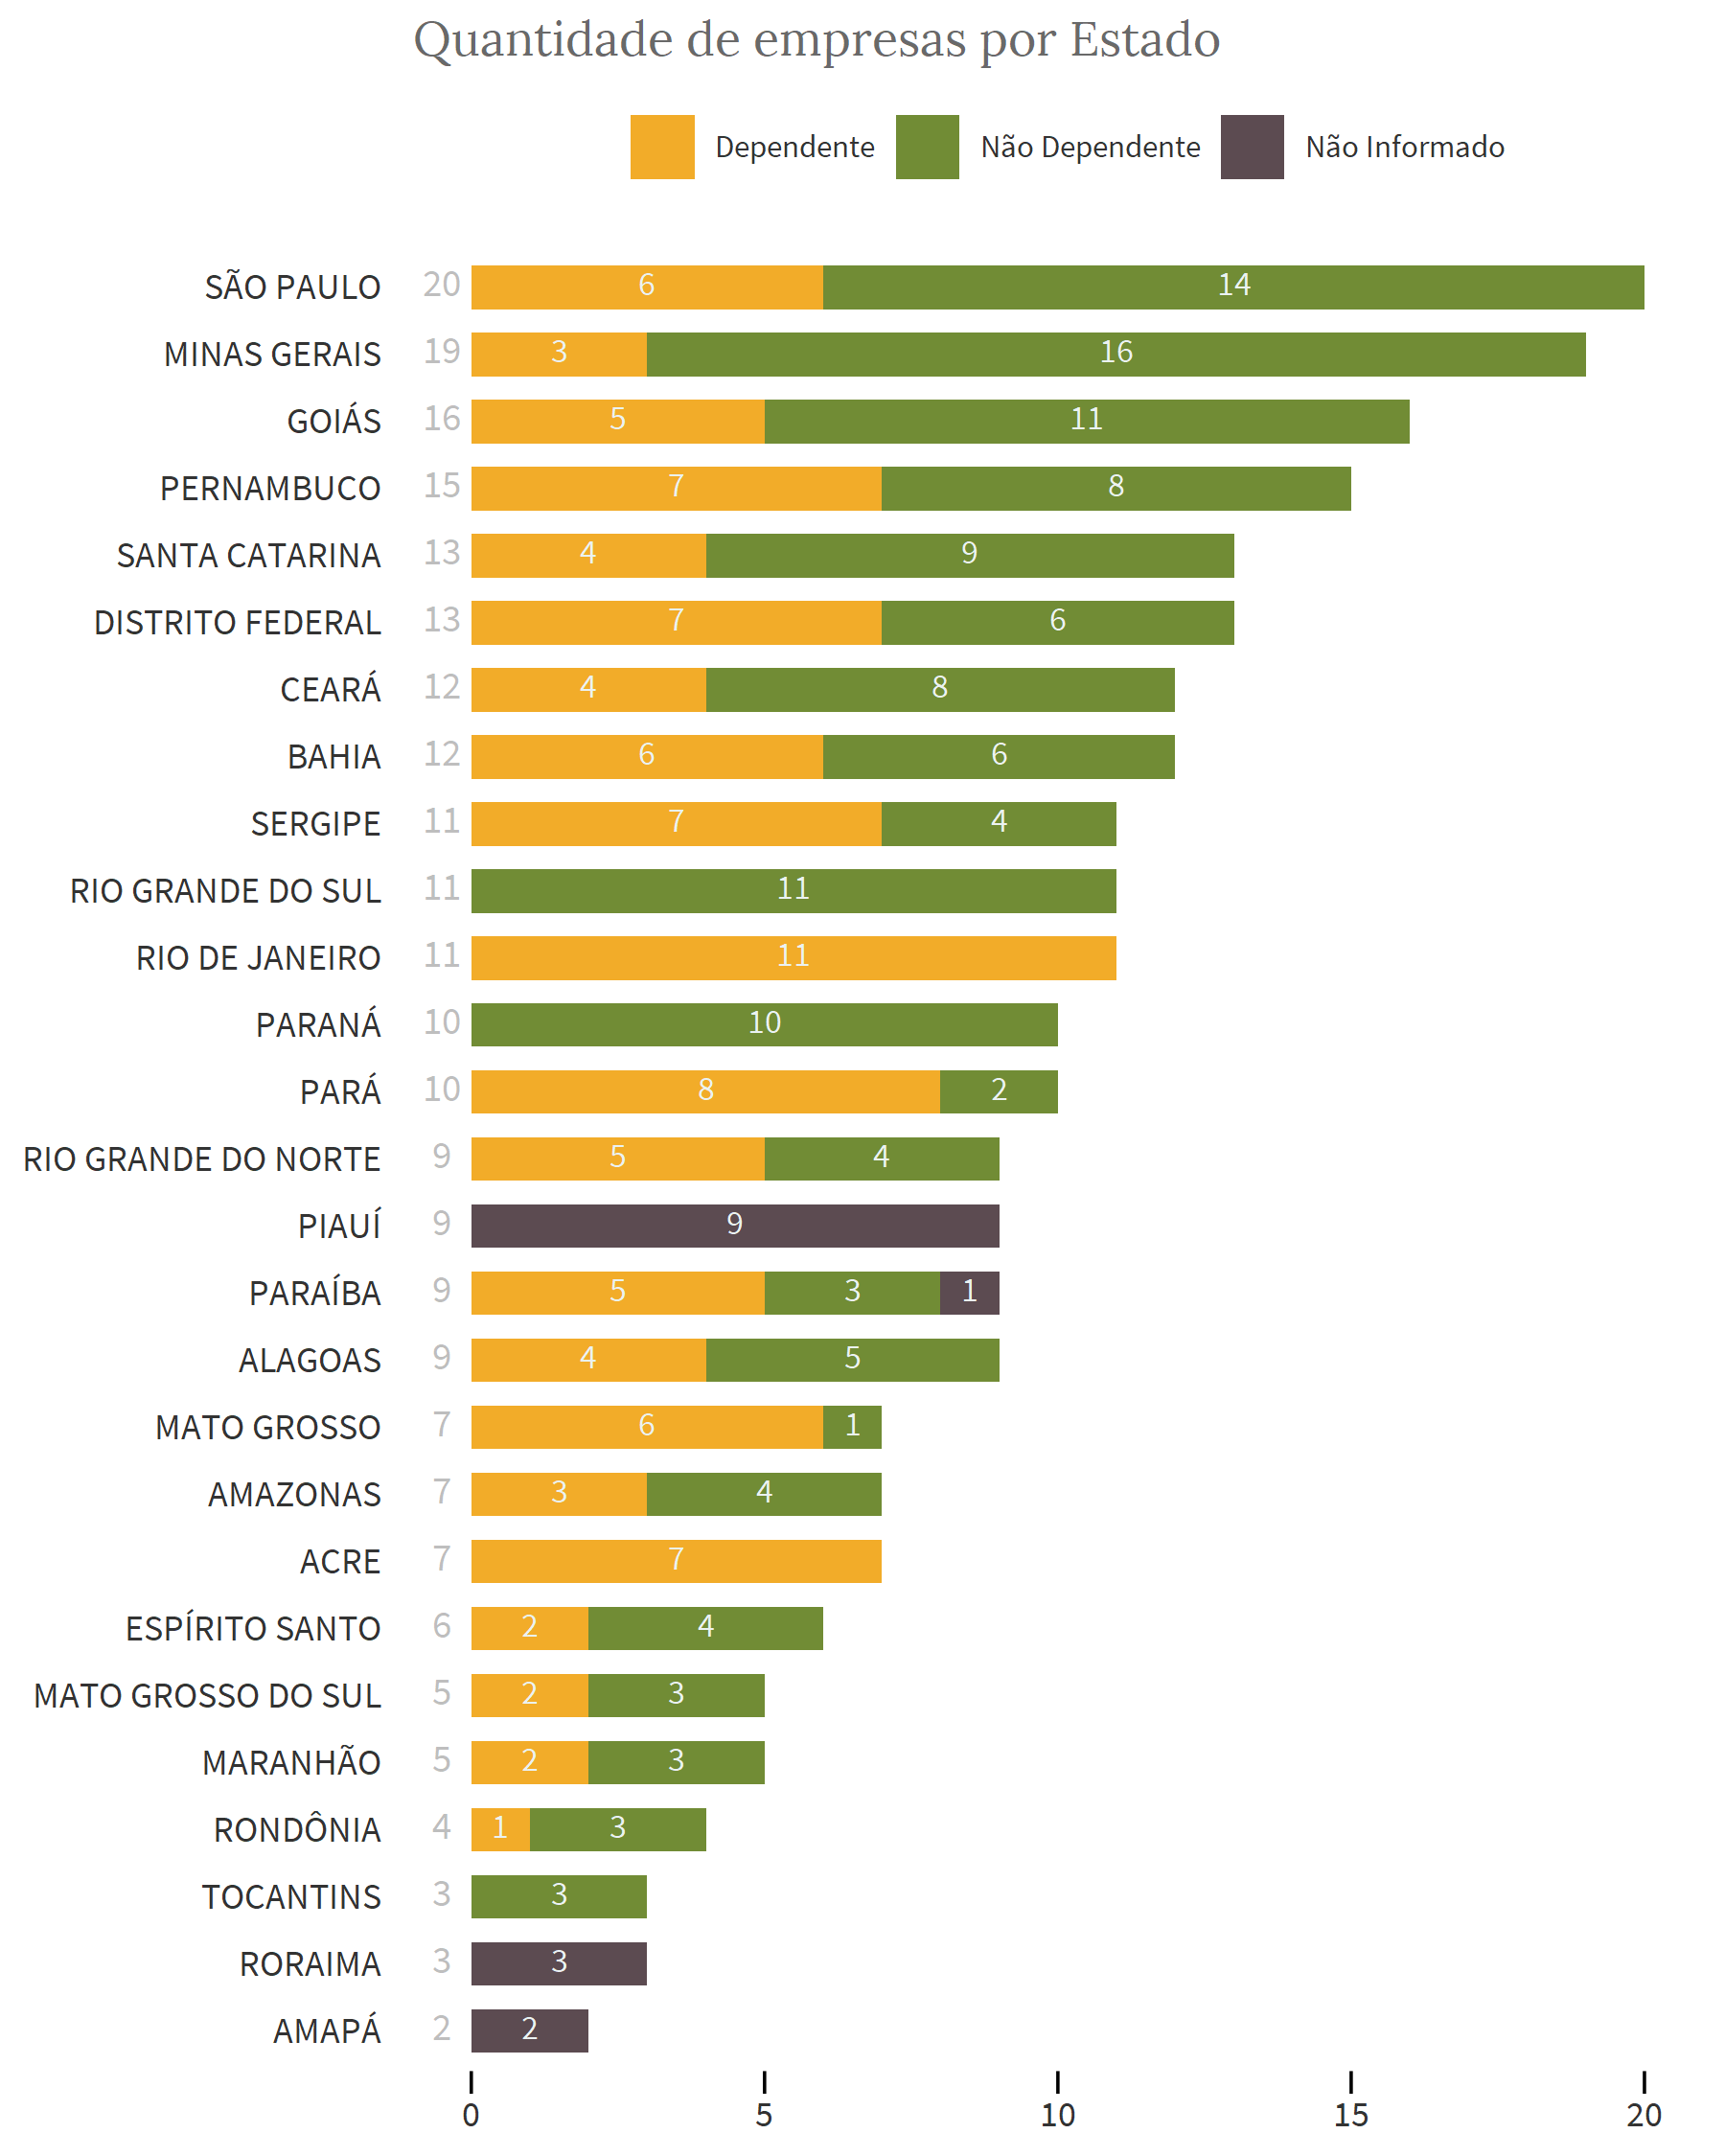 Quantidade de empresas por Estado
Dependente Não Dependente Não Informado
SÃO PAULO 20 6 14
MINAS GERAIS 19 3 16
GOIÁS 16 5 11
PERNAMBUCO 15 7 8
SANTA CATARINA 13 4 9
DISTRITO FEDERAL 13 7 6
CEARÁ 12 4 8
BAHIA 12 6 6
SERGIPE 11 7 4
RIO GRANDE DO SUL 11 11
RIO DE JANEIRO 11 11
PARANÁ 10 10
PARÁ 10 8 2
RIO GRANDE DO NORTE 9 5 4
PIAUÍ 9 9
PARAÍBA 9 5 3 1
ALAGOAS 9 4 5
MATO GROSSO 7 6 1
AMAZONAS 7 3 4
ACRE 7 7
ESPÍRITO SANTO 6 2 4
MATO GROSSO DO SUL 5 2 3
MARANHÃO 5 2 3
RONDÔNIA 4 1 3
TOCANTINS 3 3
RORAIMA 3 3
AMAPÁ 2 2
0 5 10 15 20